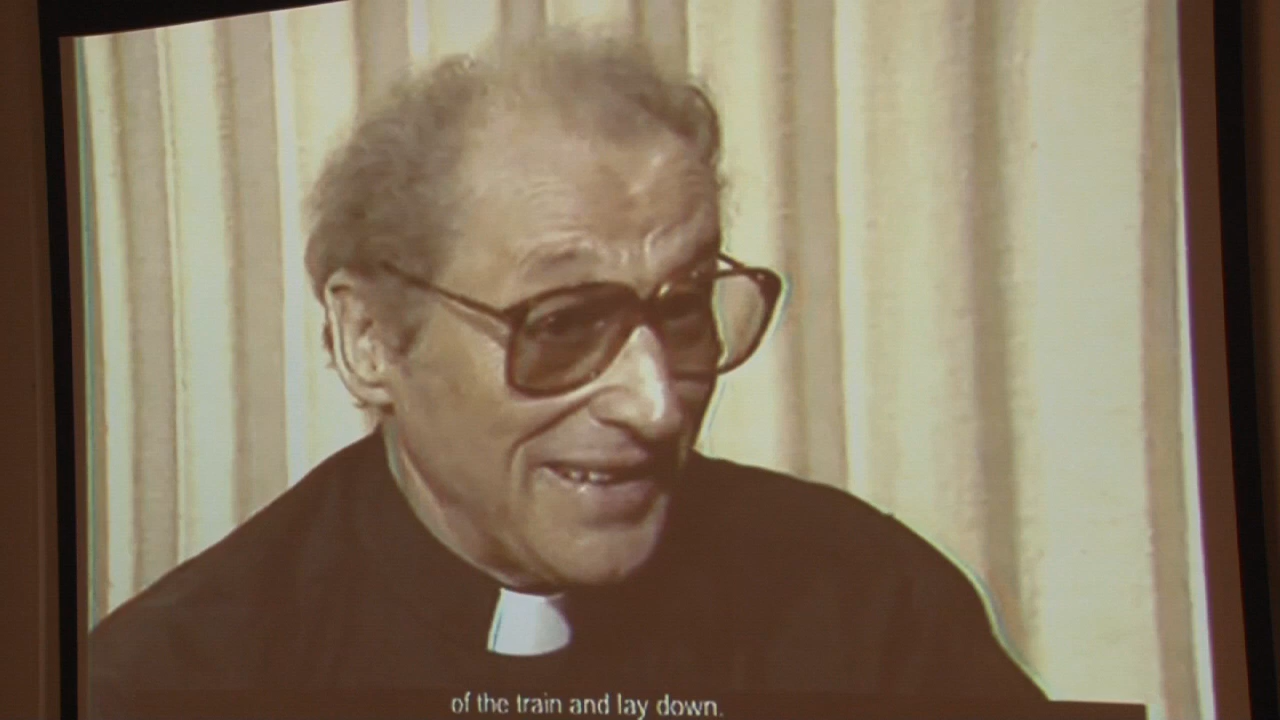 of the train and lay down.